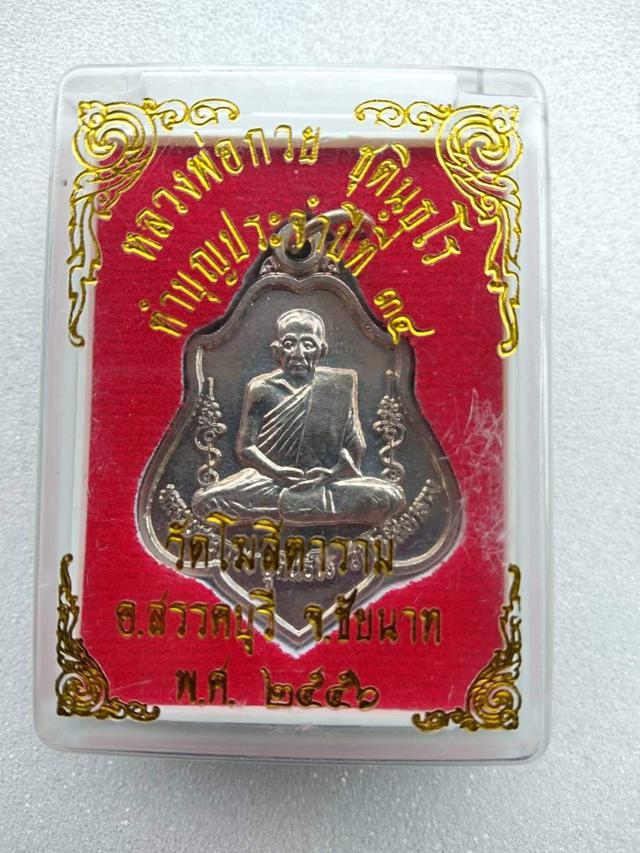 หลวงพ่อกวย ชุตินฺธโร
ทำบุญประจำปีที่ ๓๔
วัดโฆสิตาราม
อ.สรรคบุรี จ.ชัยนาท
พ.ศ. ๒๕๕๖